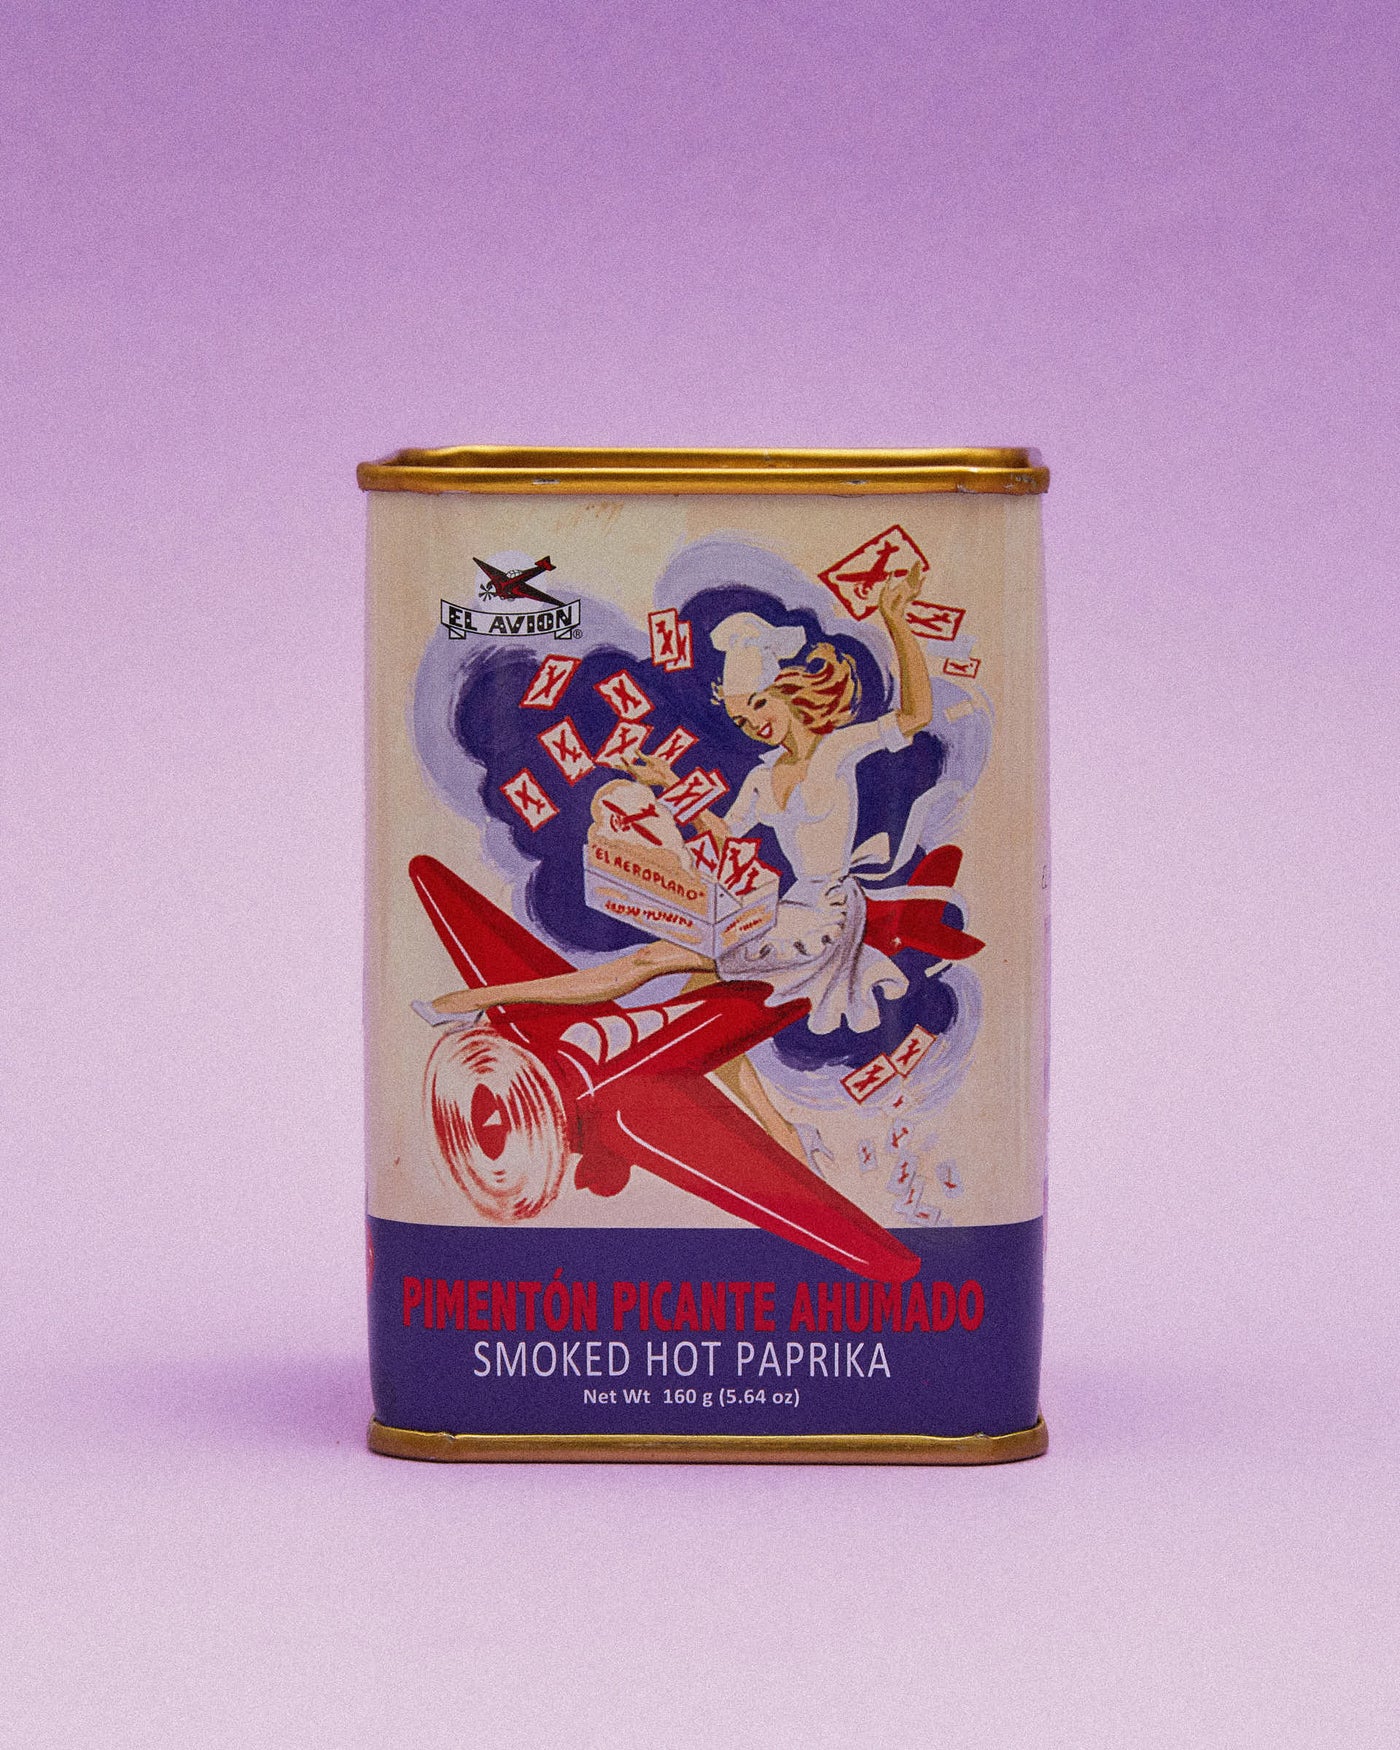 EL AVION®
"EL AEROPLANO"
PIMENTÓN PICANTE AHUMADO
SMOKED HOT PAPRIKA
Net Wt 160 g (5.64 oz)